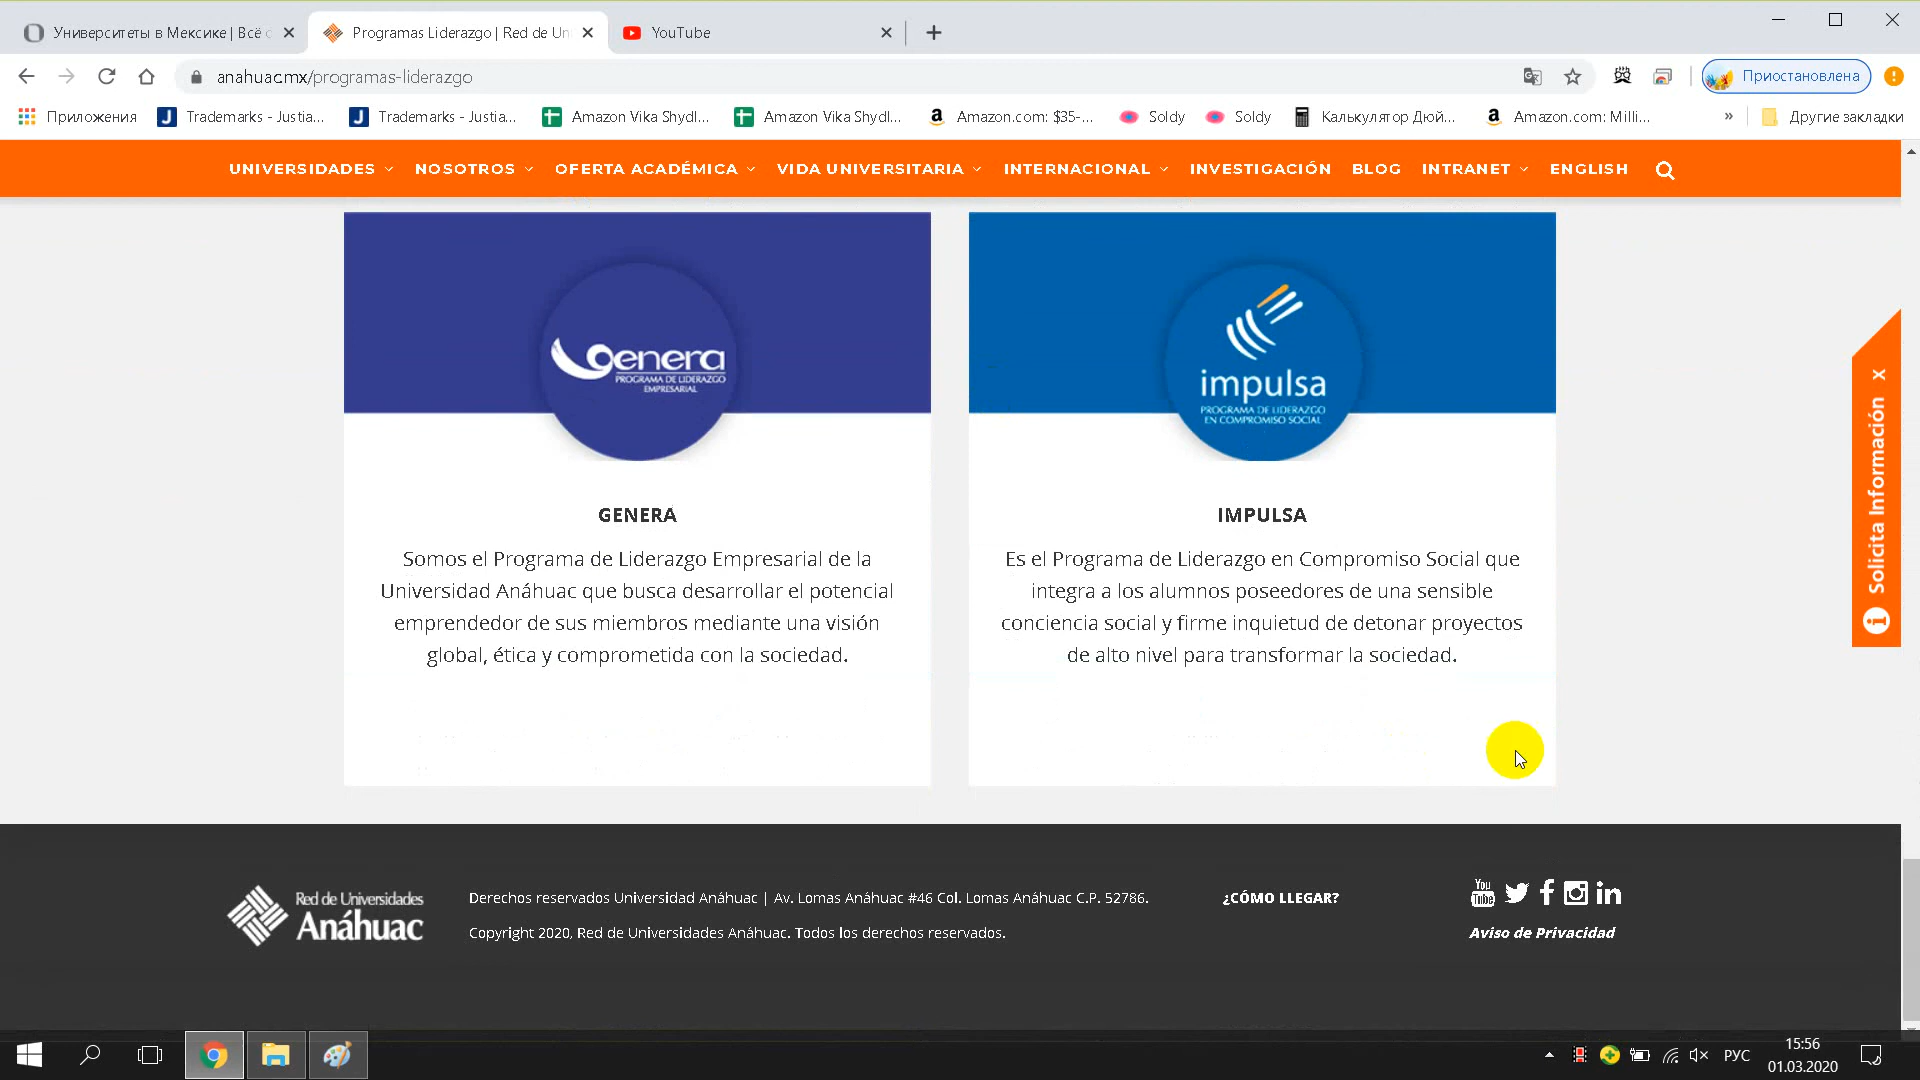 Университеты в Мексике | Всё о
Programas Liderazgo | Red de Un
YouTube
anahuac.mx/programas-liderazgo
Приостановлена
Приложения
Trademarks - Justia...
Trademarks - Justia...
Amazon Vika Shydl...
Amazon Vika Shydl...
Amazon.com: $35-...
Soldy
Soldy
Калькулятор Дюй...
Amazon.com: Milli...
»
Другие закладки
UNIVERSIDADES NOSOTROS OFERTA ACADÉMICA VIDA UNIVERSITARIA INTERNACIONAL INVESTIGACIÓN BLOG INTRANET ENGLISH
genera
PROGRAMA DE LIDERAZGO
EMPRESARIAL
impulsa
PROGRAMA DE LIDERAZGO
EN COMPROMISO SOCIAL
GENERA
Somos el Programa de Liderazgo Empresarial de la
Universidad Anáhuac que busca desarrollar el potencial
emprendedor de sus miembros mediante una visión
global, ética y comprometida con la sociedad.
IMPULSA
Es el Programa de Liderazgo en Compromiso Social que
integra a los alumnos poseedores de una sensible
conciencia social y firme inquietud de detonar proyectos
de alto nivel para transformar la sociedad.
Solicita Información x
Red de Universidades
Anáhuac
Derechos reservados Universidad Anáhuac | Av. Lomas Anáhuac #46 Col. Lomas Anáhuac C.P. 52786.
Copyright 2020, Red de Universidades Anáhuac. Todos los derechos reservados.
¿CÓMO LLEGAR?
You Tube
in
Aviso de Privacidad
РУС
15:56
01.03.2020